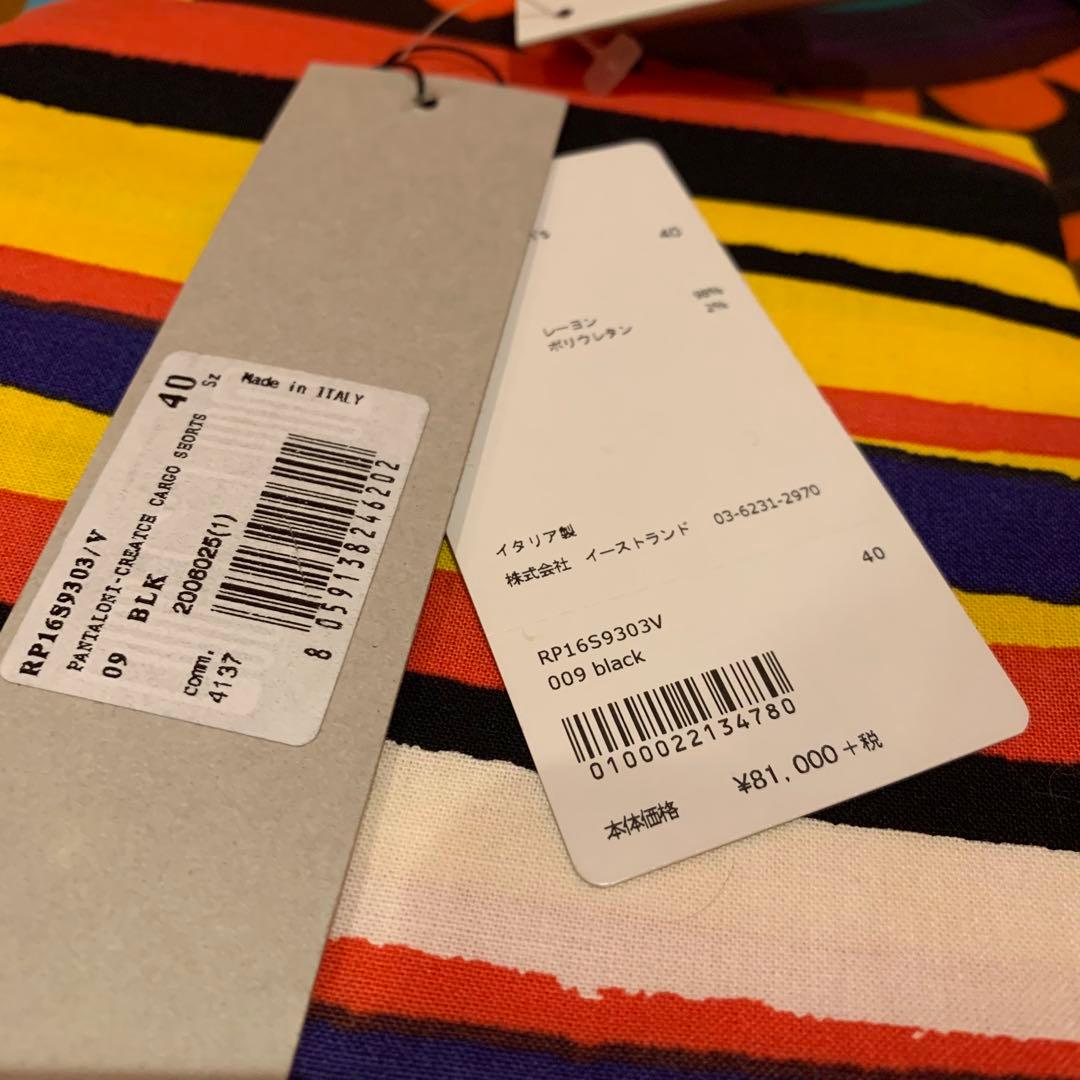 40
Sz
Made in ITALY
RP16S9303/V
PANTALONI-CREATCH CARGO SHORTS
09 BLK
2008025(1)
comm.
4137
8 059138246202
40
レーヨン 98%
ポリウレタン 2%
イタリア製
株式会社 イーストランド 03-6231-2970
40
RP16S9303V
009 black
0100022134780
本体価格 ¥81,000+税